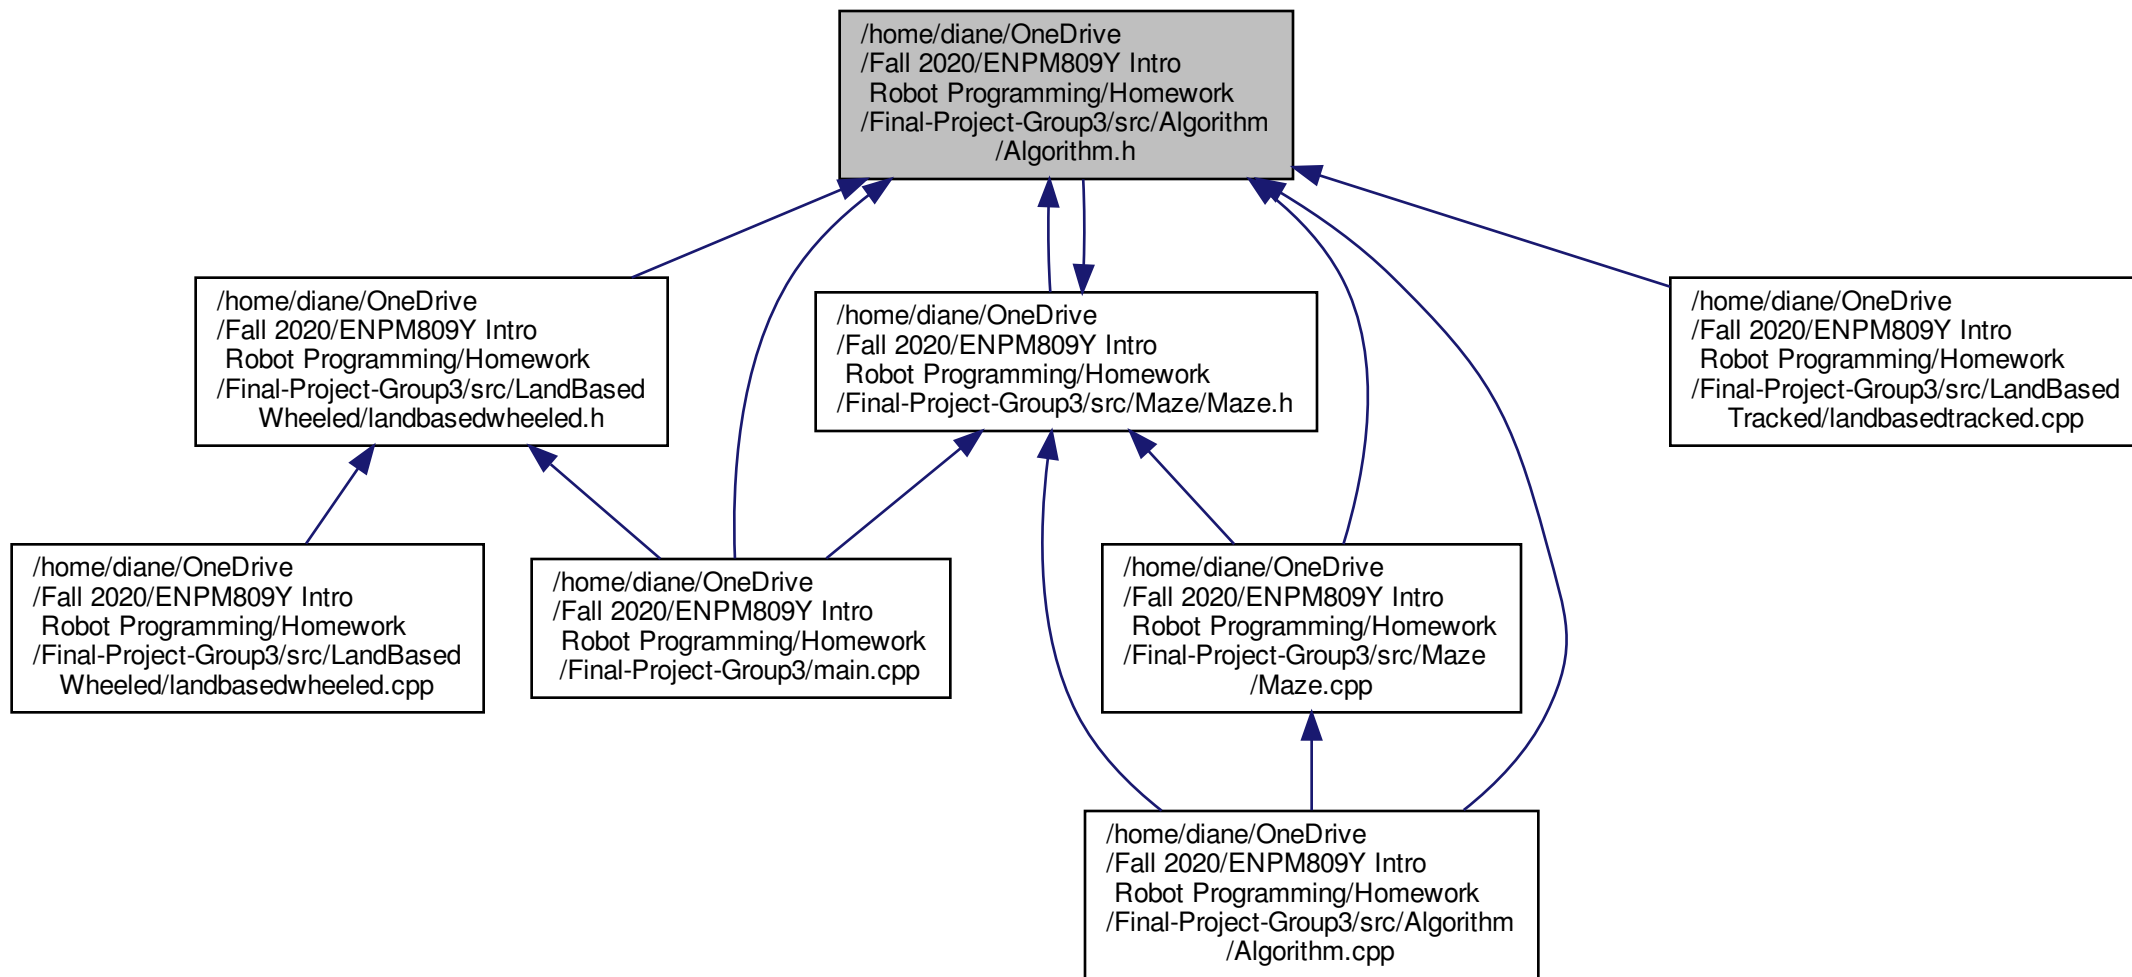 /home/diane/OneDrive
/Fall 2020/ENPM809Y Intro
Robot Programming/Homework
/Final-Project-Group3/src/Algorithm
/Algorithm.h
/home/diane/OneDrive
/Fall 2020/ENPM809Y Intro
Robot Programming/Homework
/Final-Project-Group3/src/LandBased
Wheeled/landbasedwheeled.h
/home/diane/OneDrive
/Fall 2020/ENPM809Y Intro
Robot Programming/Homework
/Final-Project-Group3/src/Maze/Maze.h
/home/diane/OneDrive
/Fall 2020/ENPM809Y Intro
Robot Programming/Homework
/Final-Project-Group3/src/LandBased
Tracked/landbasedtracked.cpp
/home/diane/OneDrive
/Fall 2020/ENPM809Y Intro
Robot Programming/Homework
/Final-Project-Group3/src/LandBased
Wheeled/landbasedwheeled.cpp
/home/diane/OneDrive
/Fall 2020/ENPM809Y Intro
Robot Programming/Homework
/Final-Project-Group3/main.cpp
/home/diane/OneDrive
/Fall 2020/ENPM809Y Intro
Robot Programming/Homework
/Final-Project-Group3/src/Maze
/Maze.cpp
/home/diane/OneDrive
/Fall 2020/ENPM809Y Intro
Robot Programming/Homework
/Final-Project-Group3/src/Algorithm
/Algorithm.cpp